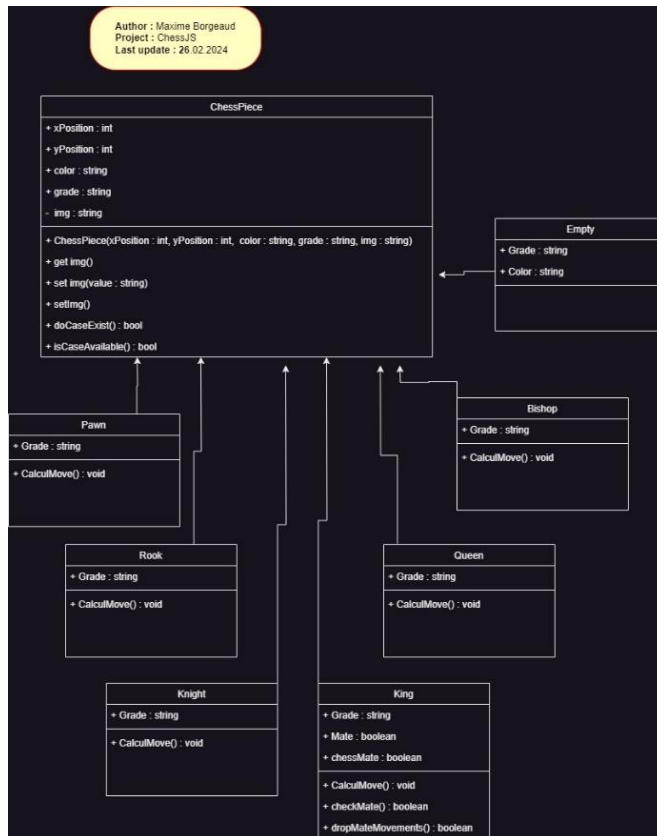 Author : Maxime Borgeaud
Project : ChessJS
Last update : 26.02.2024
ChessPiece
+ xPosition : int
+ yPosition : int
+ color : string
+ grade : string
- img : string
+ ChessPiece(xPosition : int, yPosition : int, color : string, grade : string, img : string)
+ get img()
+ set img(value : string)
+ setImg()
+ doCaseExist() : bool
+ isCaseAvailable() : bool
Empty
+ Grade : string
+ Color : string
Pawn
+ Grade : string
+ CalculMove() : void
Bishop
+ Grade : string
+ CalculMove() : void
Rook
+ Grade : string
+ CalculMove() : void
Queen
+ Grade : string
+ CalculMove() : void
Knight
+ Grade : string
+ CalculMove() : void
King
+ Grade : string
+ Mate : boolean
+ chessMate : boolean
+ CalculMove() : void
+ checkMate() : boolean
+ dropMateMovements() : boolean